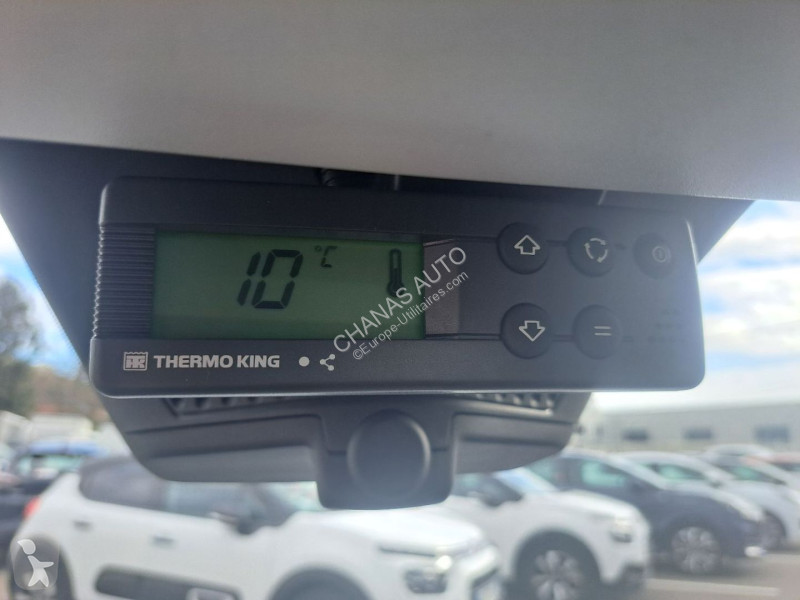 10 °C
THERMO KING
CHANAS AUTO
©Europe-Utilitaires.com